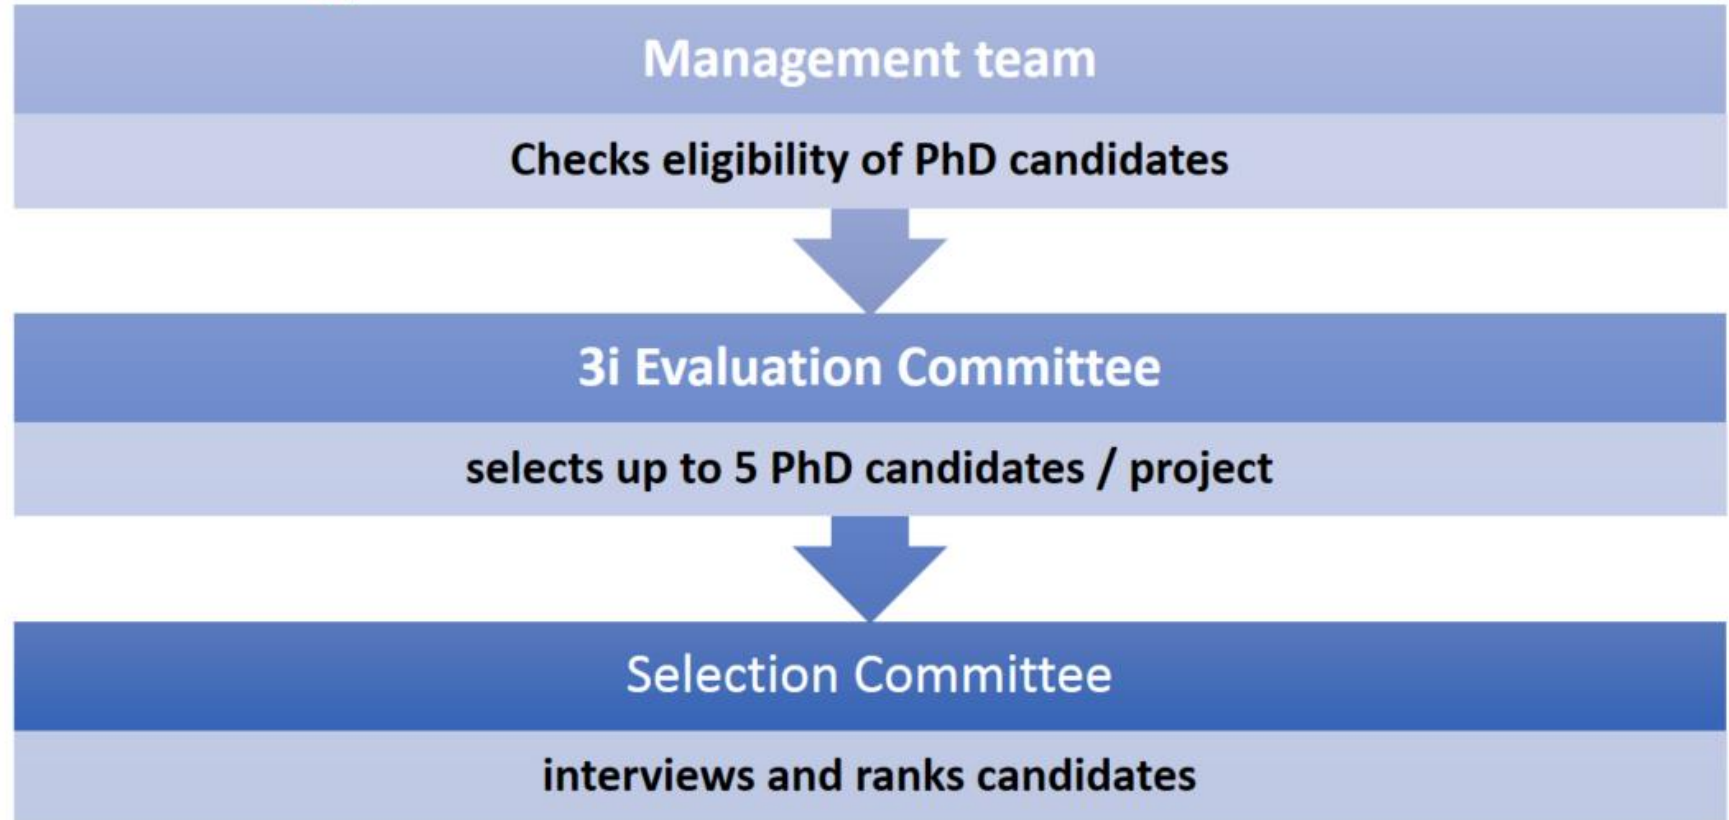 Management team
Checks eligibility of PhD candidates
3i Evaluation Committee
selects up to 5 PhD candidates / project
Selection Committee
interviews and ranks candidates